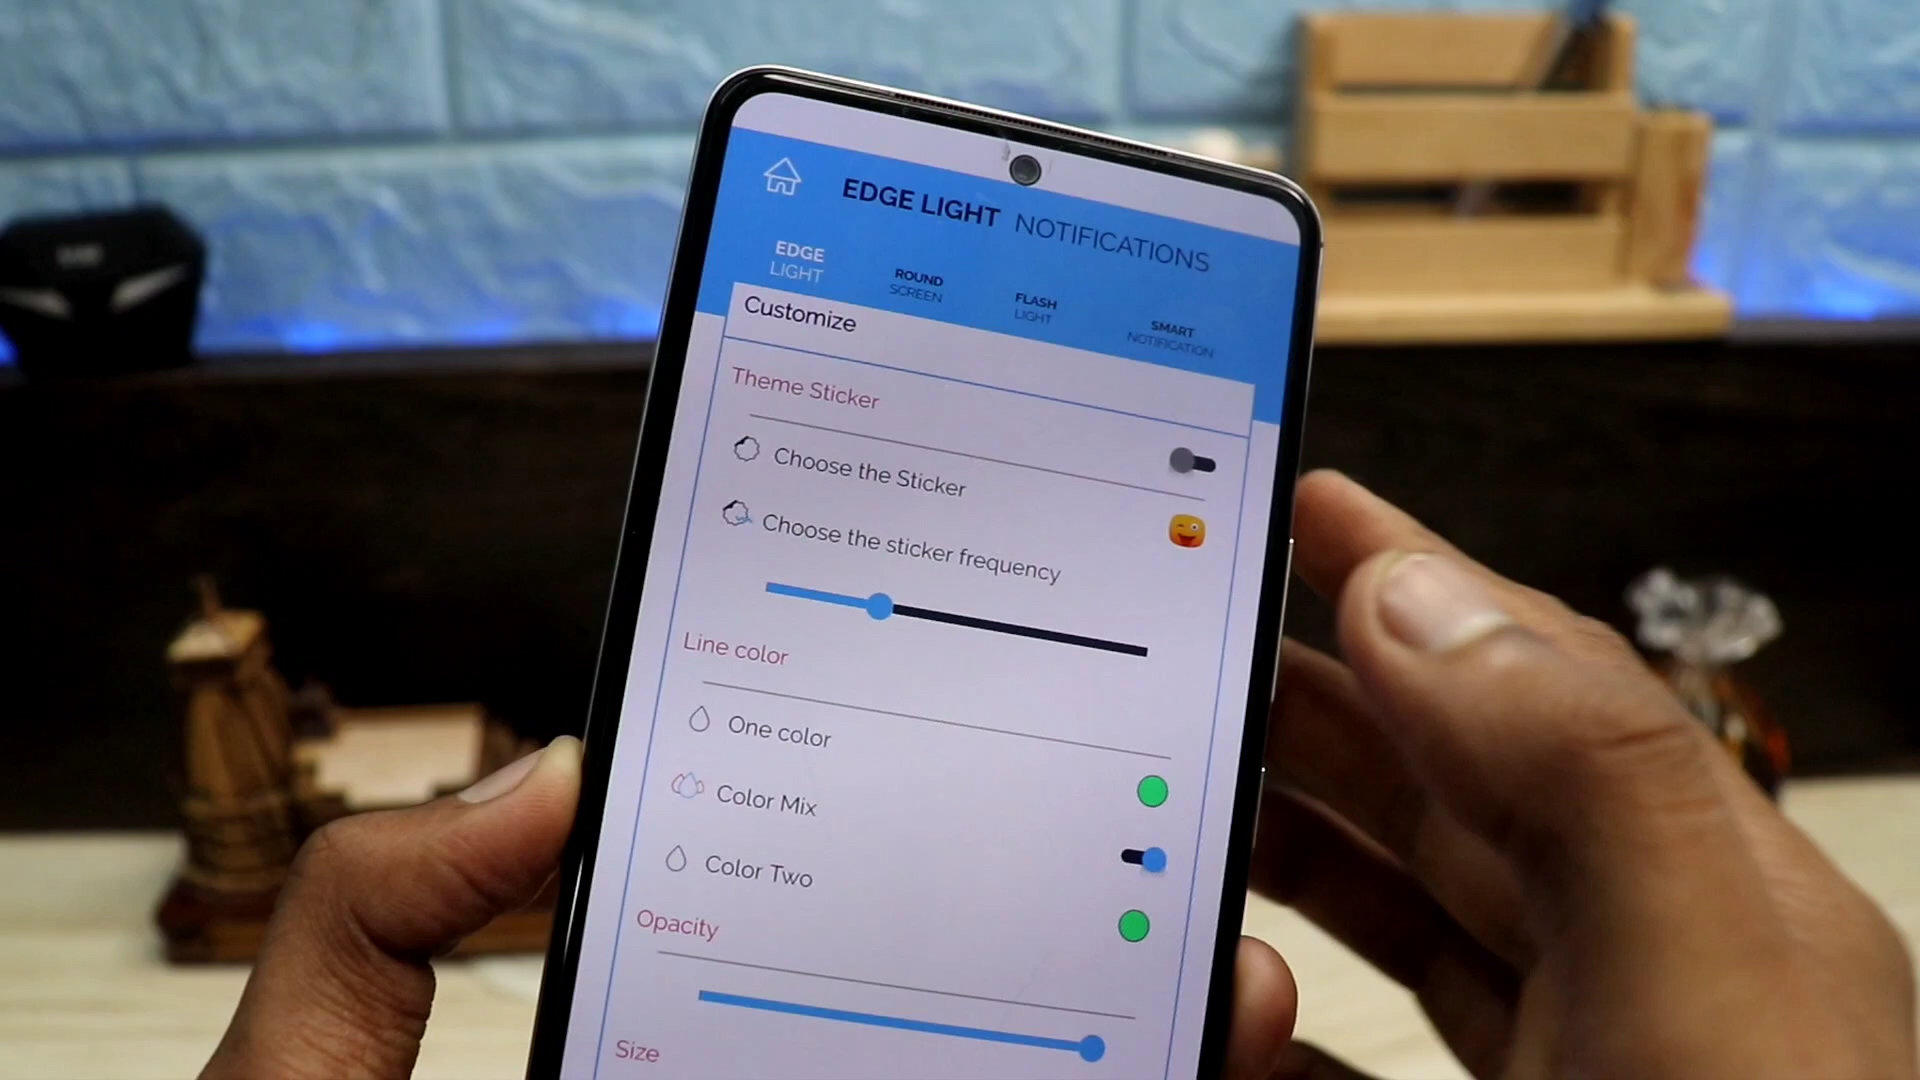 EDGE LIGHT NOTIFICATIONS
EDGE
LIGHT
ROUND
SCREEN
FLASH
LIGHT
SMART
NOTIFICATION
Customize
Theme Sticker
Choose the Sticker
Choose the sticker frequency
Line color
One color
Color Mix
Color Two
Opacity
Size